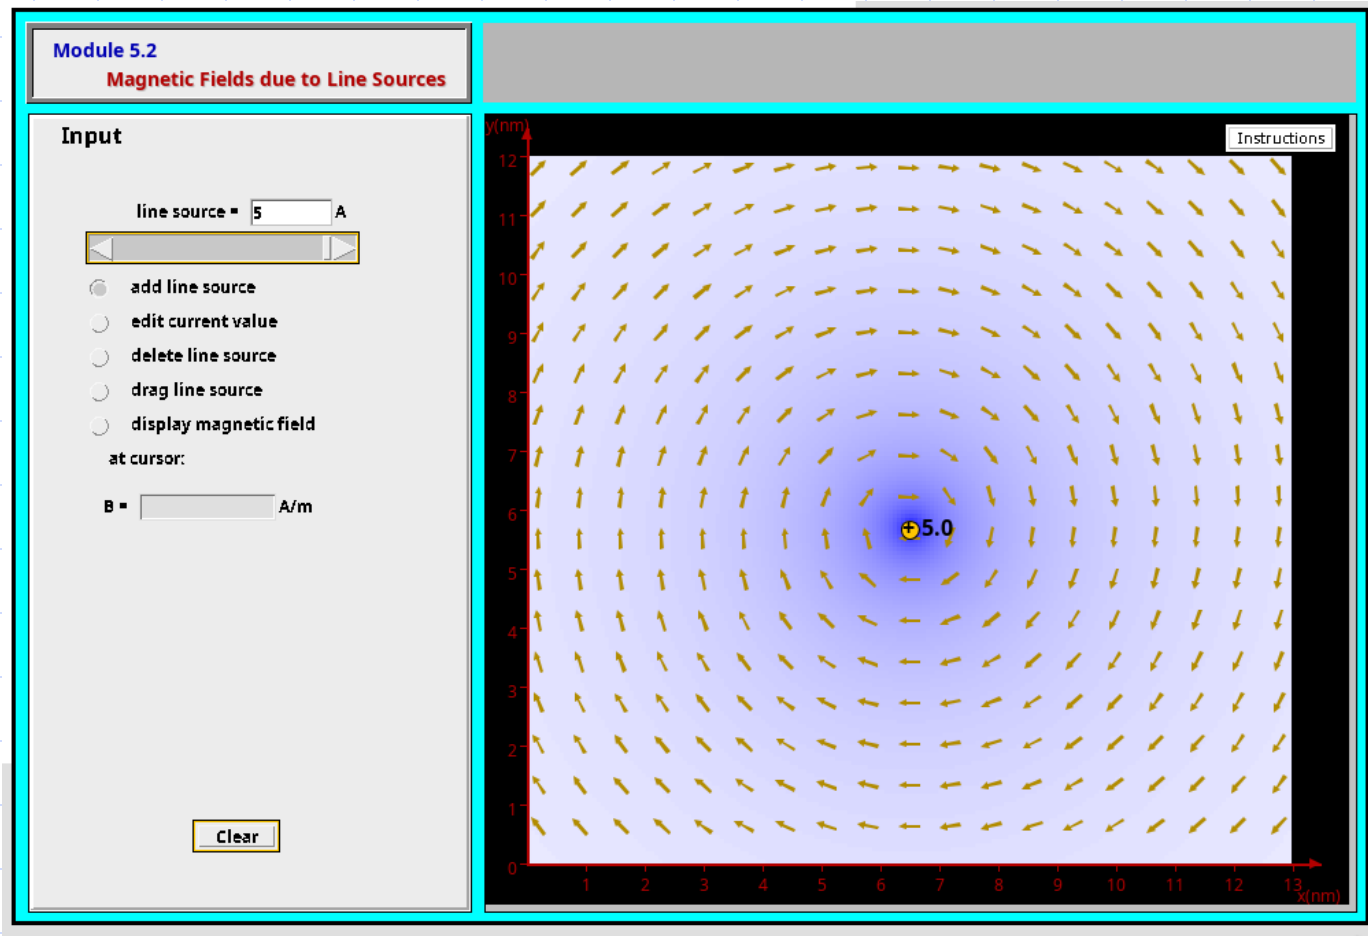 Module 5.2
Magnetic Fields due to Line Sources
Input
line source = 5 A
add line source
edit current value
delete line source
drag line source
display magnetic field
at cursor:
B = A/m
Clear
y(nm)
Instructions
12
11
10
9
8
7
6
5
4
3
2
1
0
+ 5.0
1 2 3 4 5 6 7 8 9 10 11 12 13
x(nm)